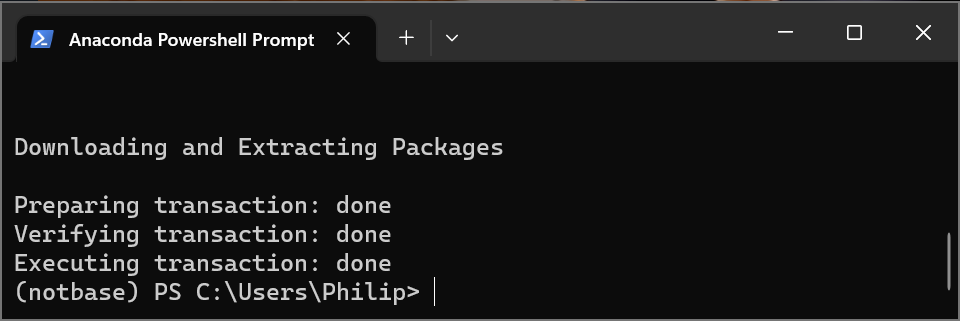 Anaconda Powershell Prompt
Downloading and Extracting Packages
Preparing transaction: done
Verifying transaction: done
Executing transaction: done
(notbase) PS C:\Users\Philip>